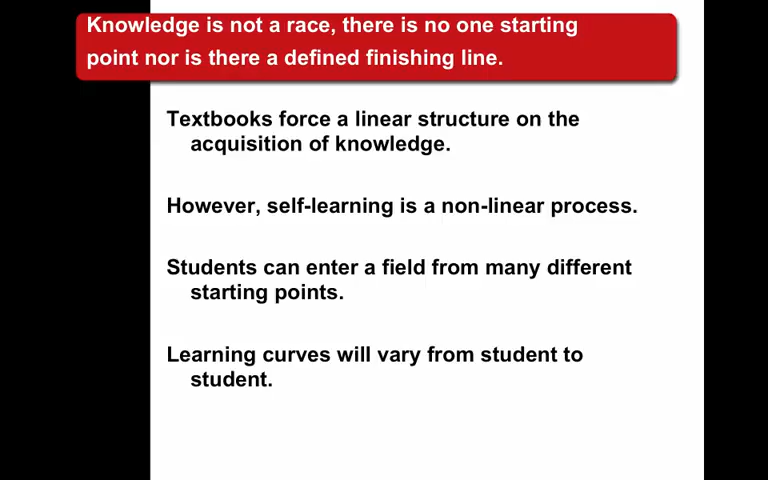 Knowledge is not a race, there is no one starting
point nor is there a defined finishing line.
Textbooks force a linear structure on the
acquisition of knowledge.
However, self-learning is a non-linear process.
Students can enter a field from many different
starting points.
Learning curves will vary from student to
student.